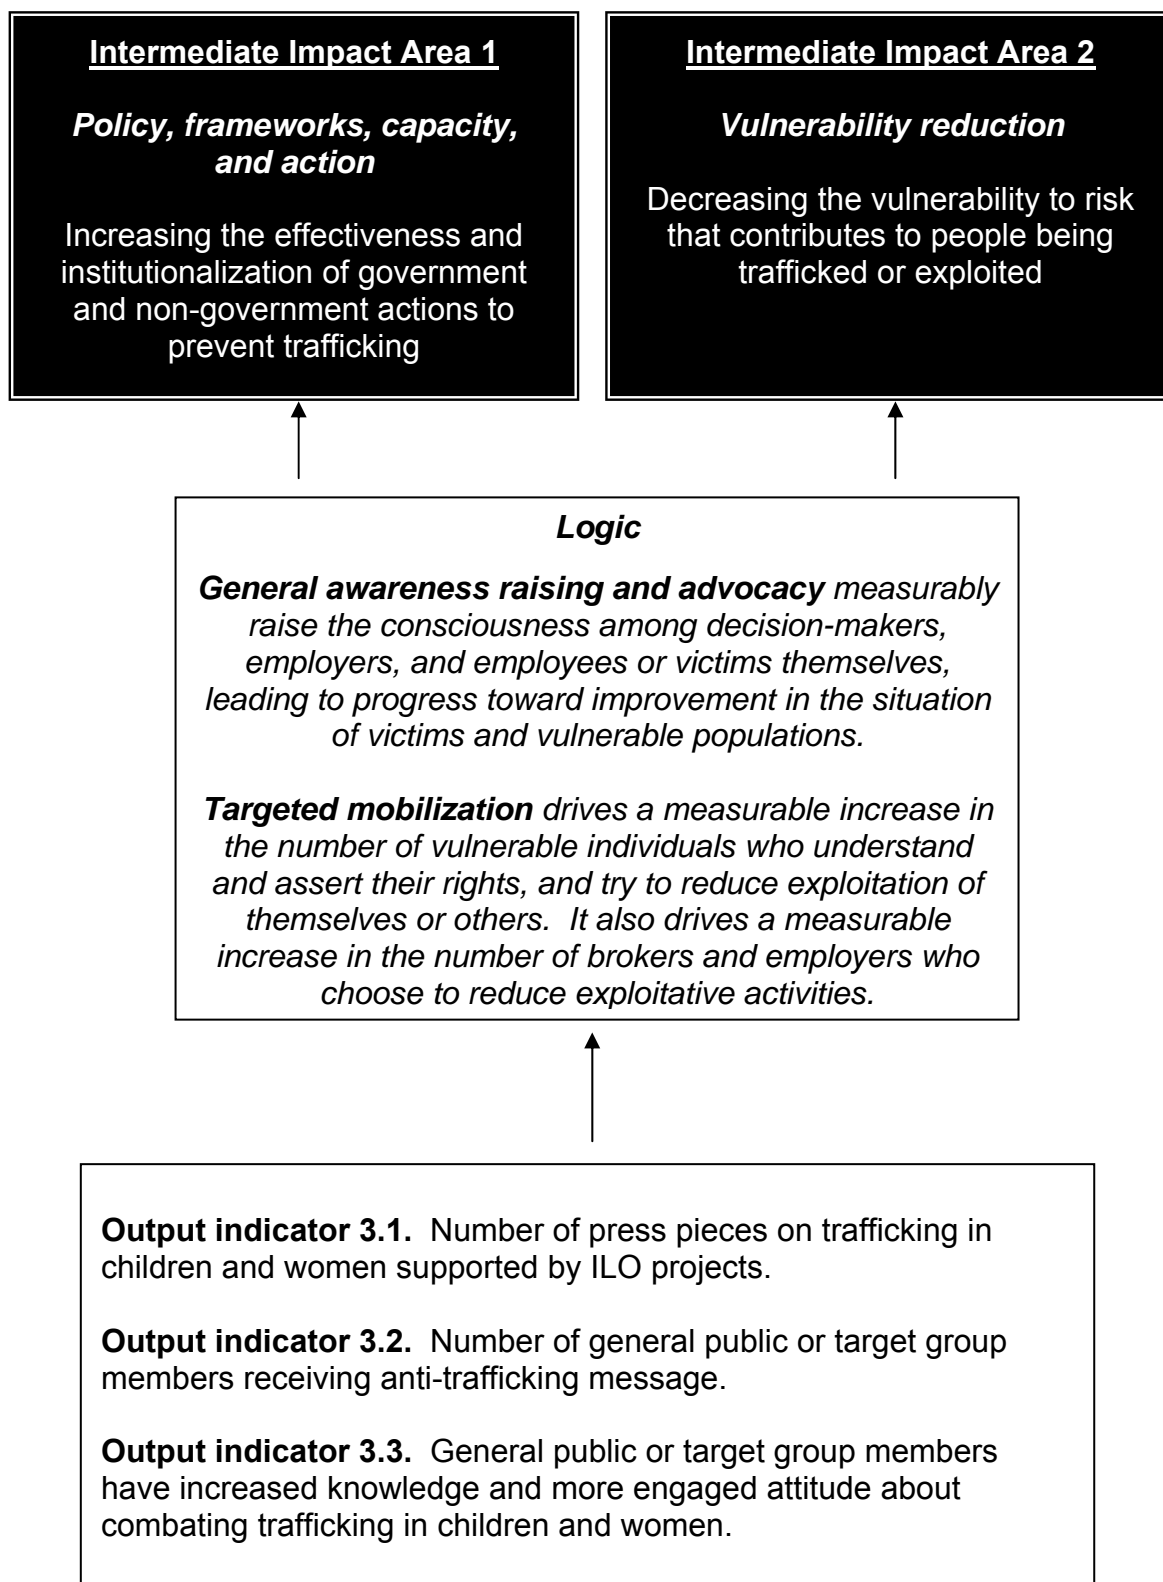 Intermediate Impact Area 1
Policy, frameworks, capacity,
and action
Increasing the effectiveness and
institutionalization of government
and non-government actions to
prevent trafficking
Intermediate Impact Area 2
Vulnerability reduction
Decreasing the vulnerability to risk
that contributes to people being
trafficked or exploited
Logic
General awareness raising and advocacy measurably
raise the consciousness among decision-makers,
employers, and employees or victims themselves,
leading to progress toward improvement in the situation
of victims and vulnerable populations.
Targeted mobilization drives a measurable increase in
the number of vulnerable individuals who understand
and assert their rights, and try to reduce exploitation of
themselves or others.  It also drives a measurable
increase in the number of brokers and employers who
choose to reduce exploitative activities.
Output indicator 3.1.  Number of press pieces on trafficking in
children and women supported by ILO projects.
Output indicator 3.2.  Number of general public or target group
members receiving anti-trafficking message.
Output indicator 3.3.  General public or target group members
have increased knowledge and more engaged attitude about
combating trafficking in children and women.